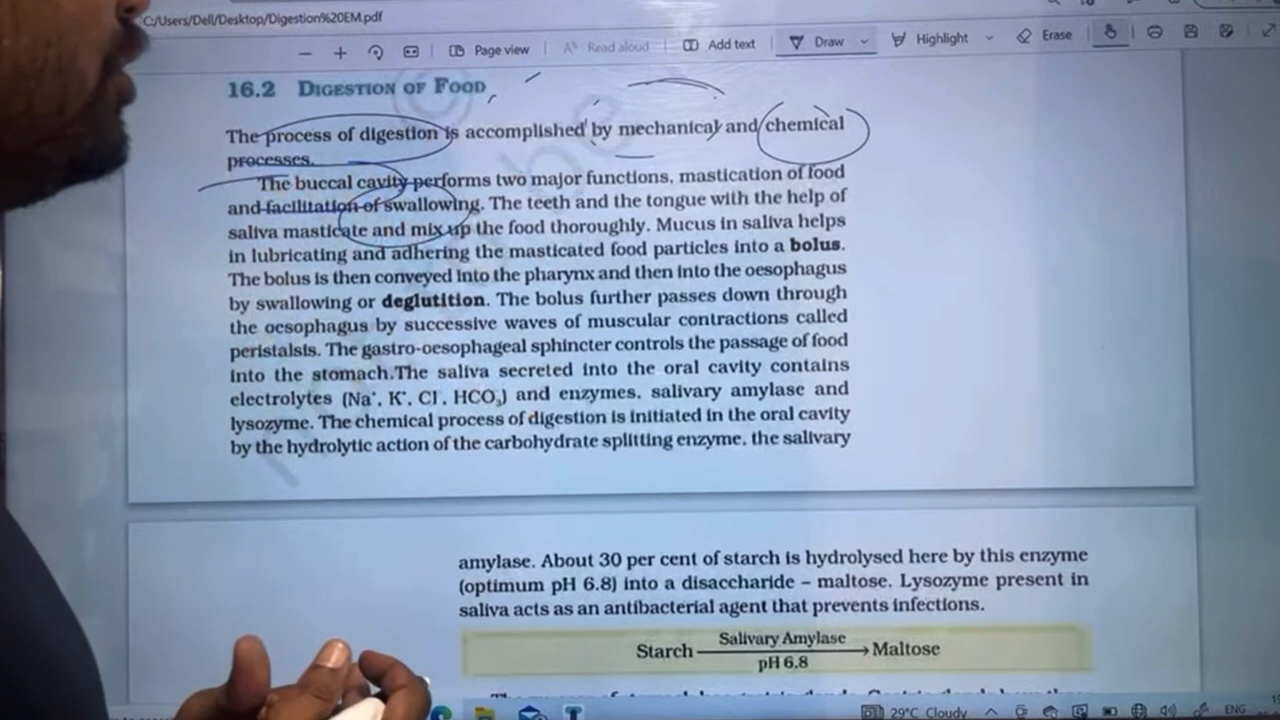 C:/Users/Dell/Desktop/Digestion%20EM.pdf
Page view
Read aloud
Add text
Draw
Highlight
Erase
16.2 DIGESTION OF FOOD
The process of digestion is accomplished by mechanical and chemical
processes.
The buccal cavity performs two major functions, mastication of food
and facilitation of swallowing. The teeth and the tongue with the help of
saliva masticate and mix up the food thoroughly. Mucus in saliva helps
in lubricating and adhering the masticated food particles into a bolus.
The bolus is then conveyed into the pharynx and then into the oesophagus
by swallowing or deglutition. The bolus further passes down through
the oesophagus by successive waves of muscular contractions called
peristalsis. The gastro-oesophageal sphincter controls the passage of food
into the stomach.The saliva secreted into the oral cavity contains
electrolytes (Na⁺, K⁺, Cl⁻, HCO₃) and enzymes, salivary amylase and
lysozyme. The chemical process of digestion is initiated in the oral cavity
by the hydrolytic action of the carbohydrate splitting enzyme, the salivary
amylase. About 30 per cent of starch is hydrolysed here by this enzyme
(optimum pH 6.8) into a disaccharide – maltose. Lysozyme present in
saliva acts as an antibacterial agent that prevents infections.
Salivary Amylase
Starch → Maltose
pH 6.8
29°C Cloudy
ENG